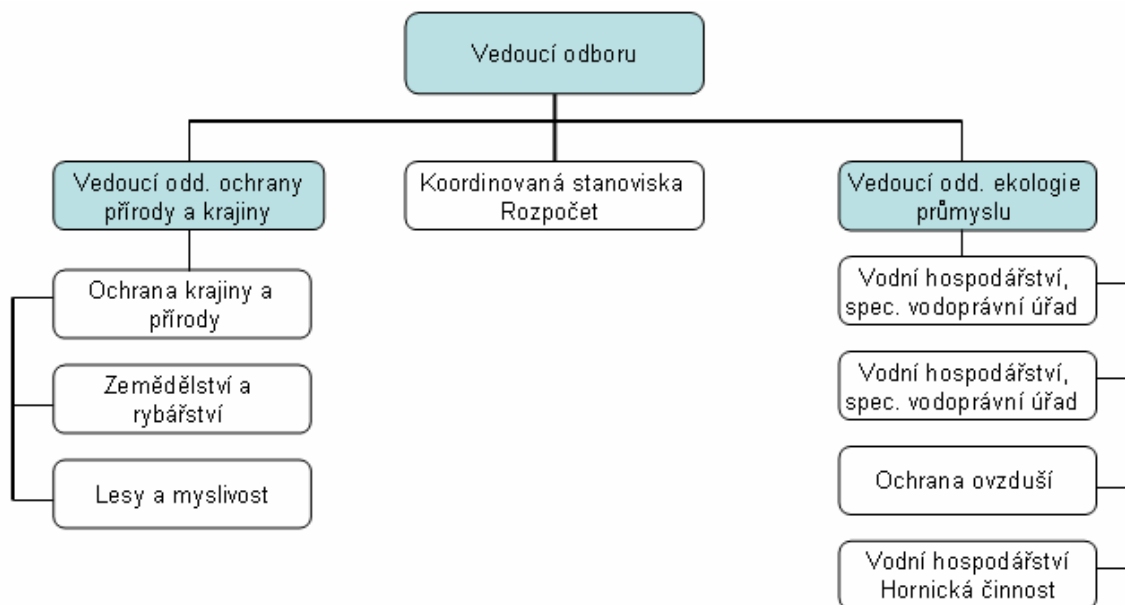 Vedoucí odboru
Vedoucí odd. ochrany
přírody a krajiny
Koordinovaná stanoviska
Rozpočet
Vedoucí odd. ekologie
průmyslu
Ochrana krajiny a
přírody
Zemědělství a
rybářství
Lesy a myslivost
Vodní hospodářství,
spec. vodoprávní úřad
Vodní hospodářství,
spec. vodoprávní úřad
Ochrana ovzduší
Vodní hospodářství
Hornická činnost